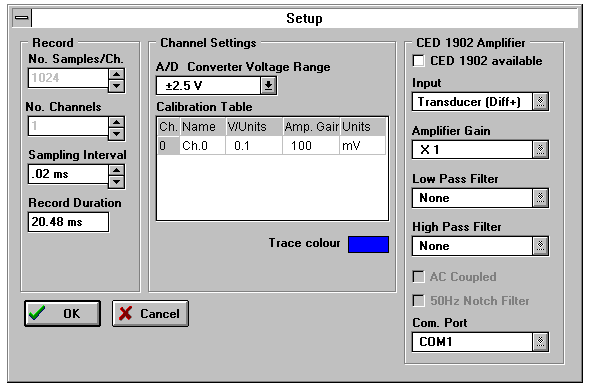 Setup
Record
No. Samples/Ch.
1024
No. Channels
1
Sampling Interval
.02 ms
Record Duration
20.48 ms
Channel Settings
A/D Converter Voltage Range
±2.5 V
Calibration Table
Ch. Name V/Units Amp. Gain Units
0 Ch.0 0.1 100 mV
Trace colour
CED 1902 Amplifier
CED 1902 available
Input
Transducer (Diff+)
Amplifier Gain
X 1
Low Pass Filter
None
High Pass Filter
None
AC Coupled
50Hz Notch Filter
Com. Port
COM1
OK
Cancel